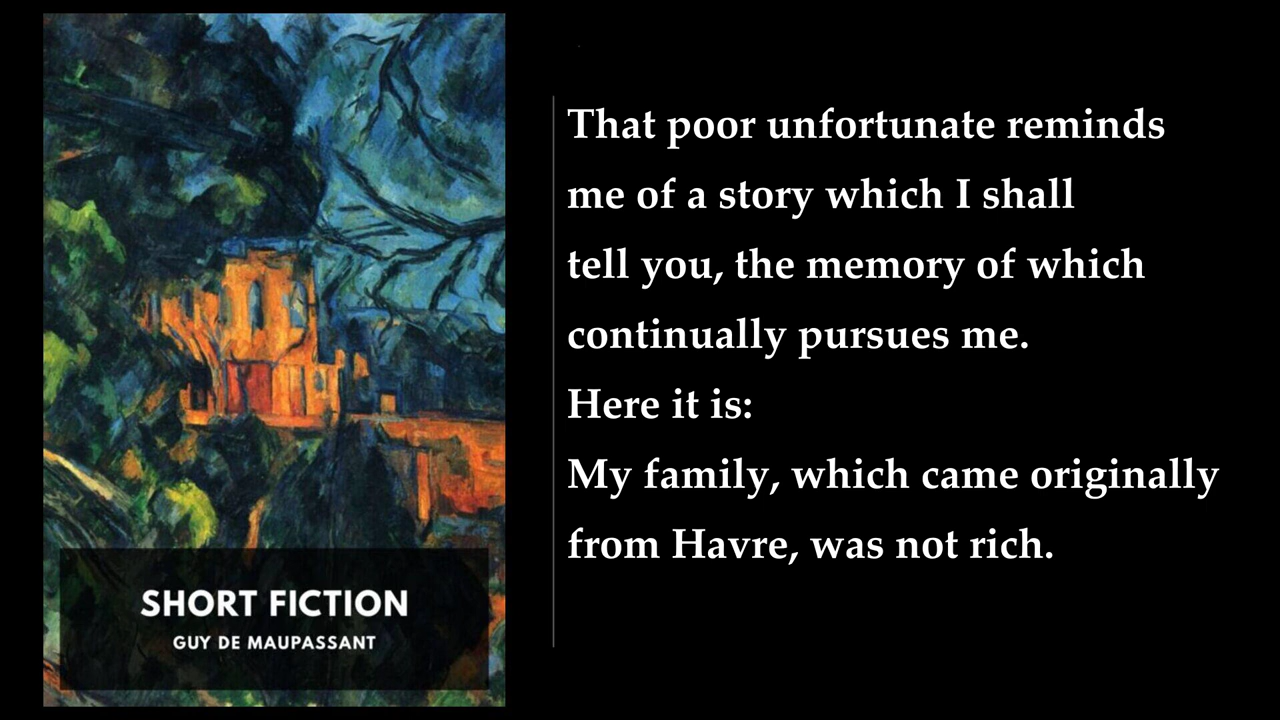 SHORT FICTION
GUY DE MAUPASSANT
That poor unfortunate reminds
me of a story which I shall
tell you, the memory of which
continually pursues me.
Here it is:
My family, which came originally
from Havre, was not rich.